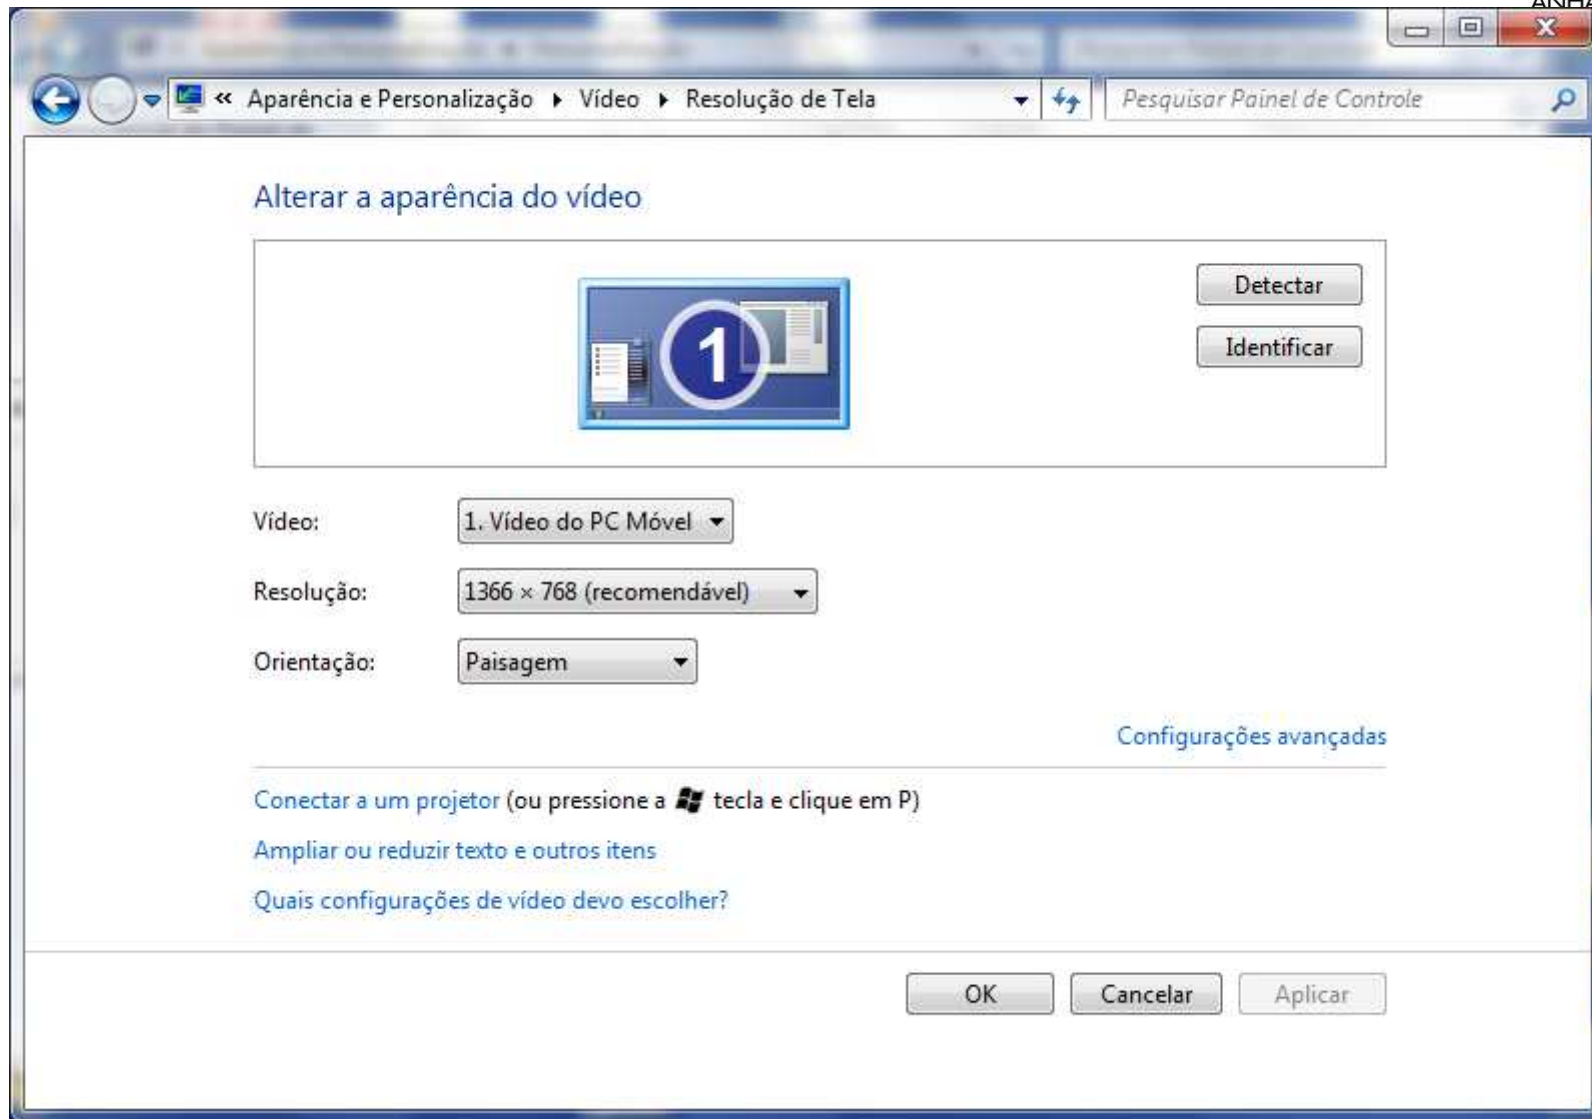 « Aparência e Personalização Vídeo Resolução de Tela Pesquisar Painel de Controle
Alterar a aparência do vídeo
1
Detectar
Identificar
Vídeo: 1. Vídeo do PC Móvel
Resolução: 1366 × 768 (recomendável)
Orientação: Paisagem
Configurações avançadas
Conectar a um projetor (ou pressione a tecla e clique em P)
Ampliar ou reduzir texto e outros itens
Quais configurações de vídeo devo escolher?
OK Cancelar Aplicar